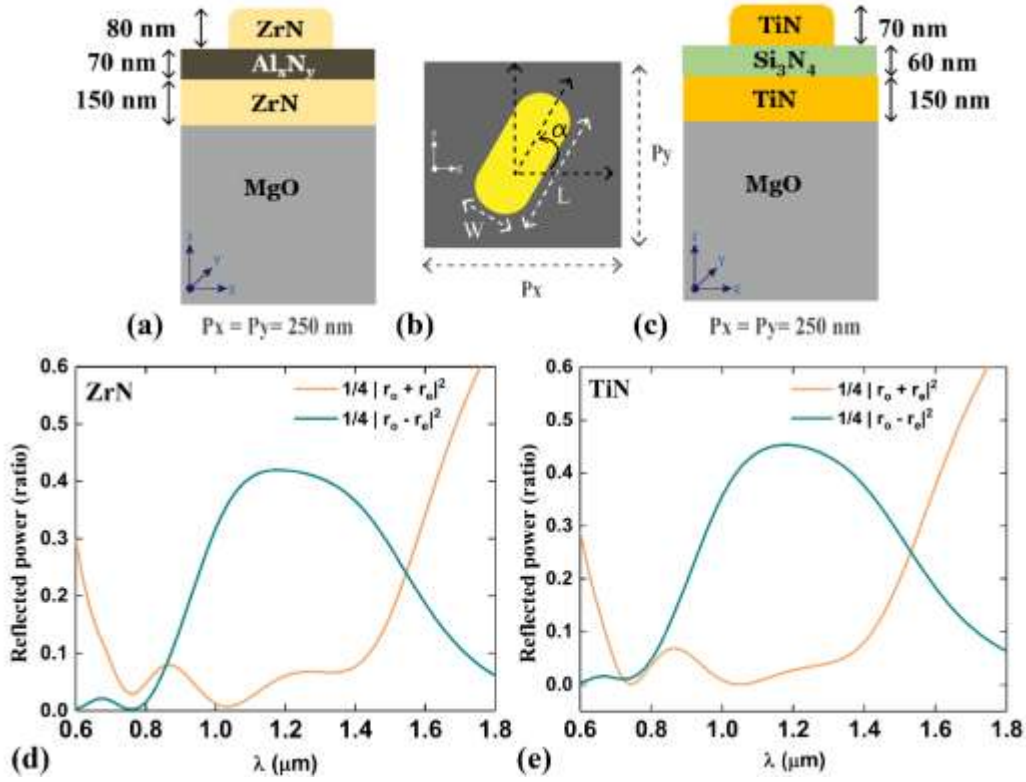 80 nm
ZrN
70 nm
AlₓNᵧ
150 nm
ZrN
MgO
z
Y
x
(a)
Px = Py= 250 nm
α
L
W
Py
Px
(b)
TiN
70 nm
Si₃N₄
60 nm
TiN
150 nm
MgO
z
Y
x
(c)
Px = Py= 250 nm
ZrN
1/4 | rₒ + rₑ|²
1/4 | rₒ - rₑ|²
Reflected power (ratio)
0.6
0.5
0.4
0.3
0.2
0.1
0.0
0.6 0.8 1.0 1.2 1.4 1.6 1.8
λ (μm)
(d)
TiN
1/4 | rₒ + rₑ|²
1/4 | rₒ - rₑ|²
Reflected power (ratio)
0.6
0.5
0.4
0.3
0.2
0.1
0.0
0.6 0.8 1.0 1.2 1.4 1.6 1.8
λ (μm)
(e)